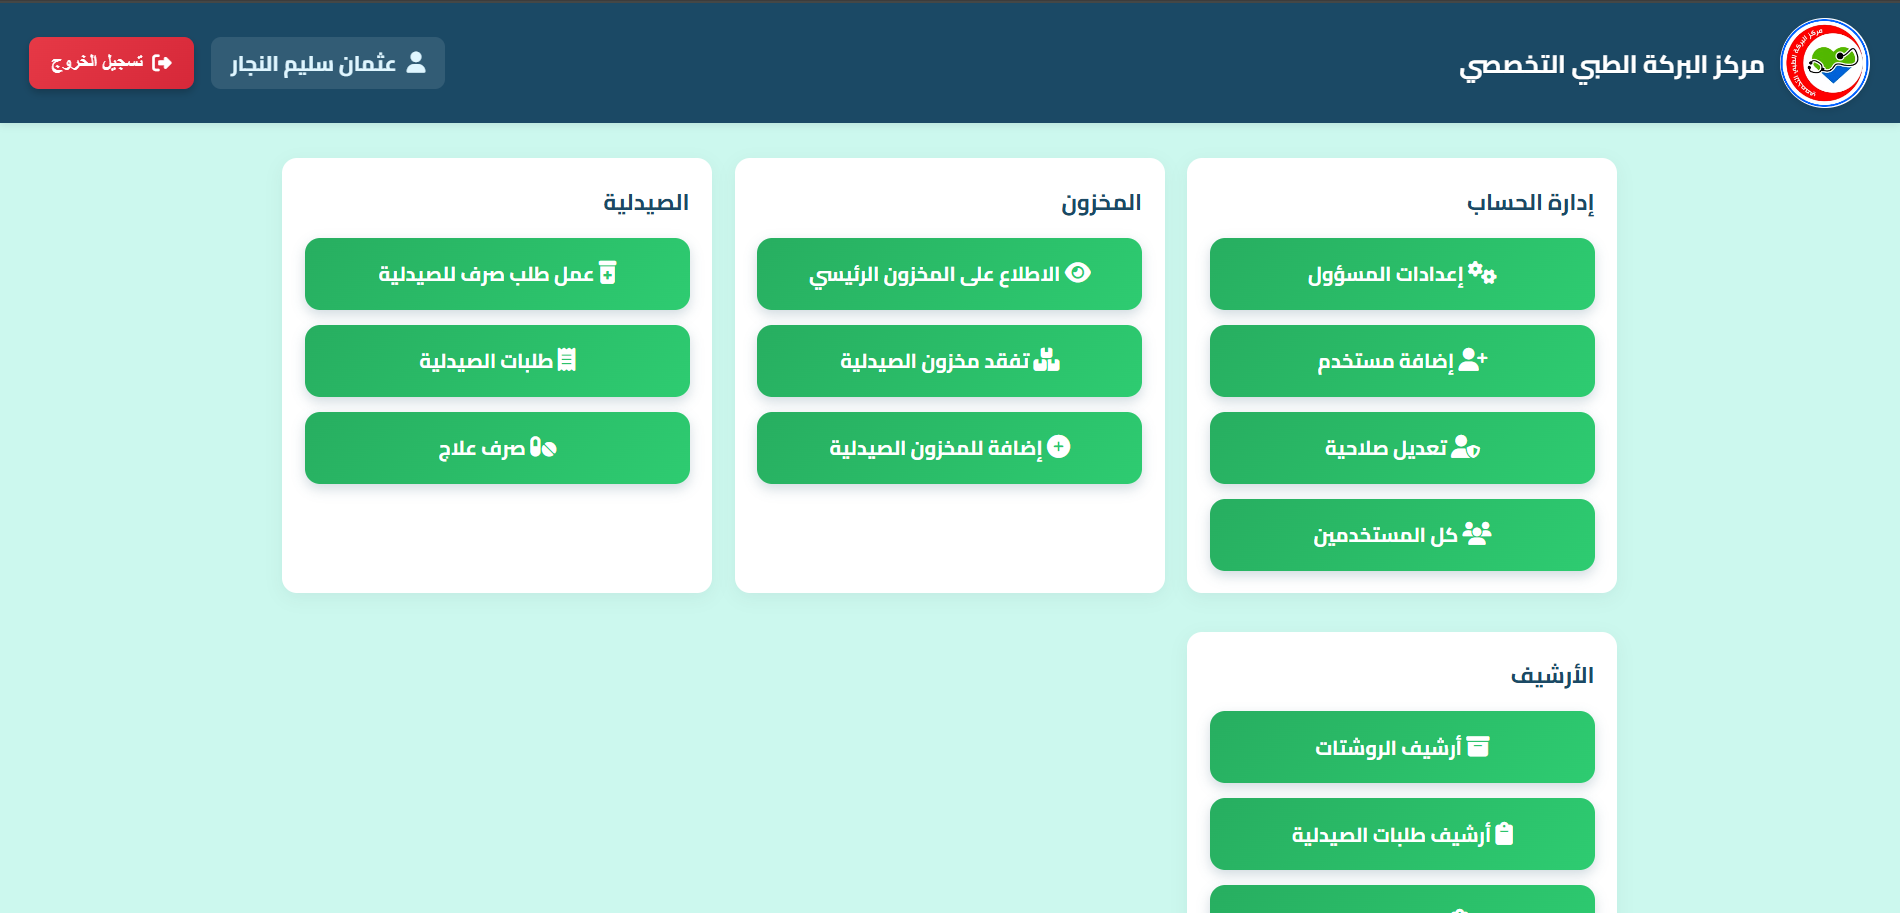 مركز البركة الطبي التخصصي
عثمان سليم النجار
تسجيل الخروج
إدارة الحساب
إعدادات المسؤول
إضافة مستخدم
تعديل صلاحية
كل المستخدمين
المخزون
الاطلاع على المخزون الرئيسي
تفقد مخزون الصيدلية
إضافة للمخزون الصيدلية
الصيدلية
عمل طلب صرف للصيدلية
طلبات الصيدلية
صرف علاج
الأرشيف
أرشيف الروشتات
أرشيف طلبات الصيدلية